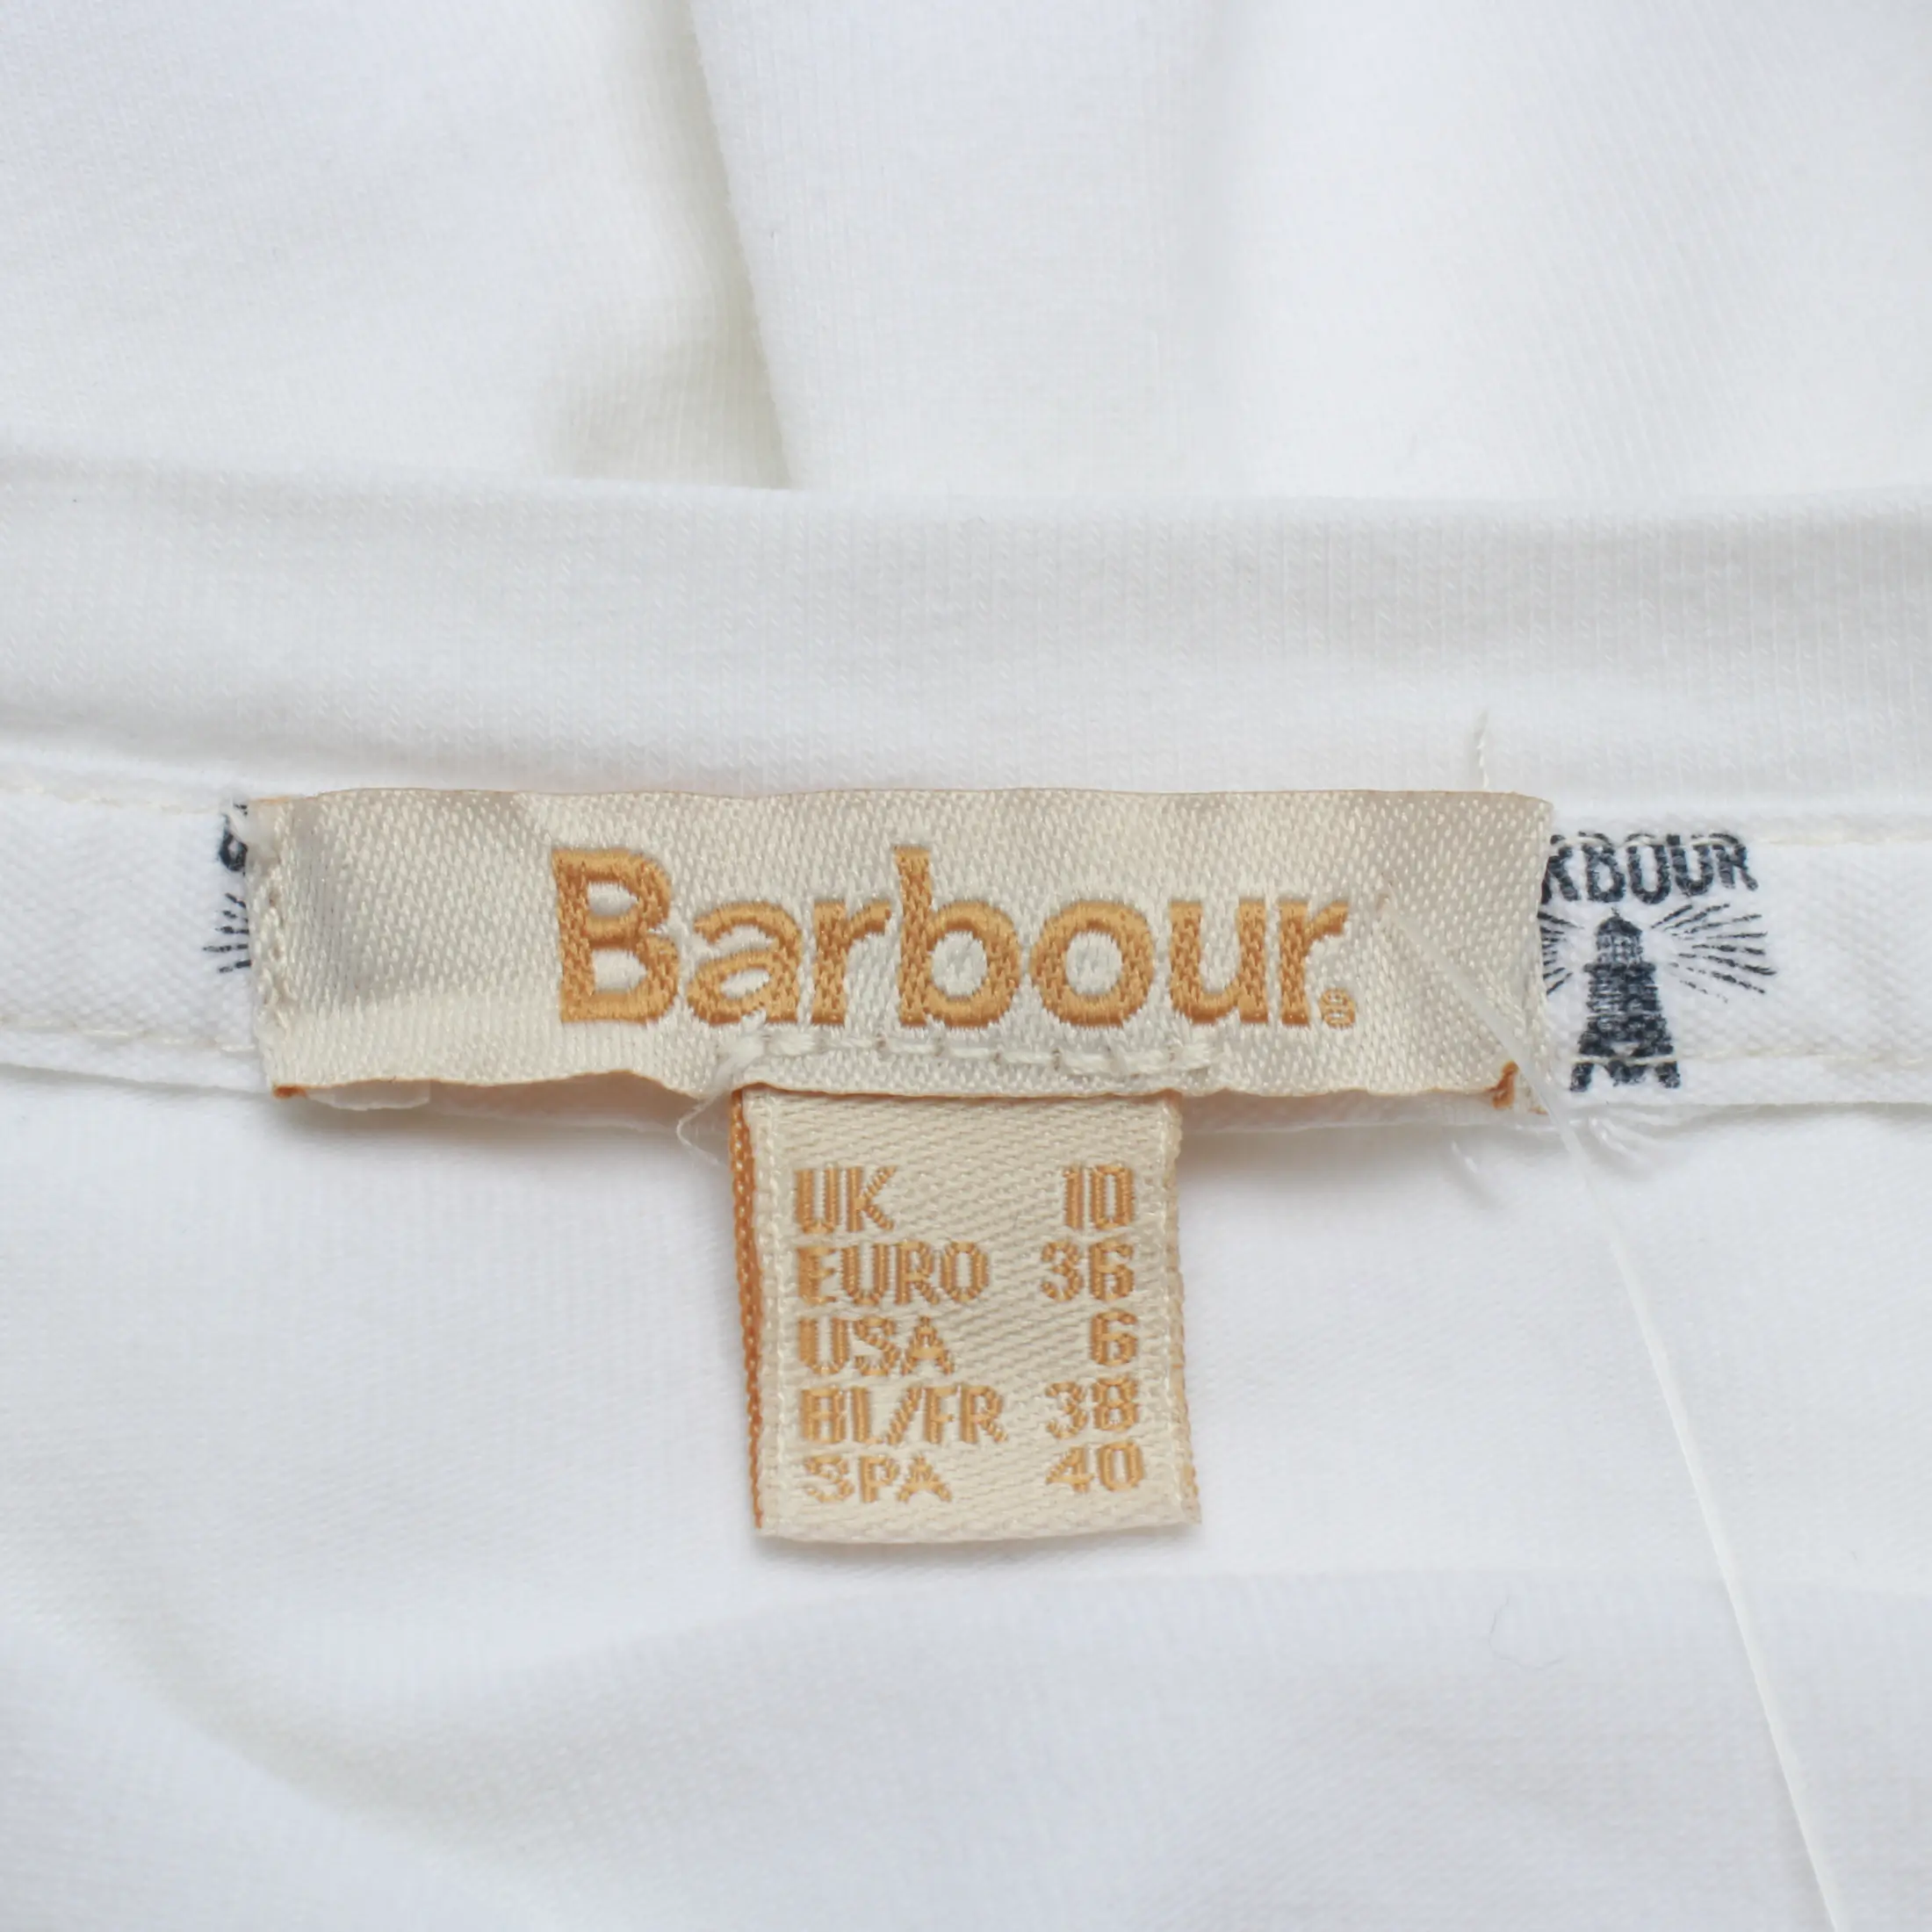 Barbour®
RBOUR
UK 10
EURO 36
USA 6
BL/FR 38
SPA 40